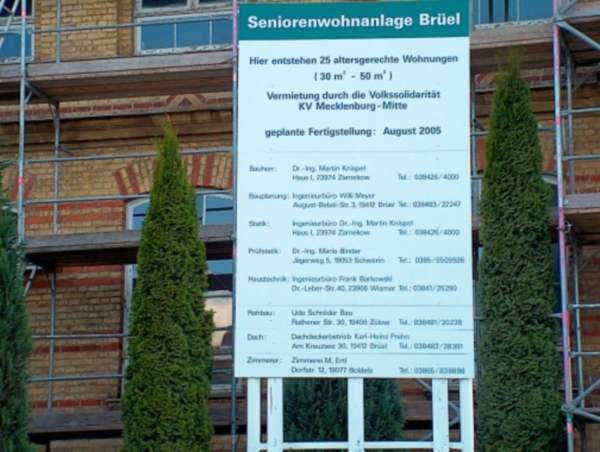 Seniorenwohnanlage Brüel
Hier entstehen 25 altersgerechte Wohnungen
( 30 m² - 50 m² )
Vermietung durch die Volkssolidarität
KV Mecklenburg-Mitte
geplante Fertigstellung: August 2005
Bauherr: Dr.-Ing. Martin Knispel
Haus I, 23974 Zarnekow Tel.: 038426/4000
Bauplanung: Ingenieurbüro Willi Meyer
August-Bebel-Str. 3, 19412 Brüel Tel.: 038483/22247
Statik: Ingenieurbüro Dr.-Ing. Martin Knispel
Haus I, 23974 Zarnekow Tel.: 038426/4000
Prüfstatik: Dr.-Ing. Mario Binder
Jägerweg 5, 19053 Schwerin Tel.: 0385/5509926
Haustechnik: Ingenieurbüro Frank Barkowski
Dr.-Leber-Str. 40, 23966 Wismar Tel.: 03841/25290
Rohbau: Udo Schröder Bau
Rothener Str. 30, 19406 Zülow Tel.: 038481/20238
Dach: Dachdeckerbetrieb Karl-Heinz Prehn
Am Kreuzsee 30, 19412 Brüel Tel.: 038483/28391
Zimmerer: Zimmerei M. Ertl
Dorfstr. 12, 19077 Boldela Tel.: 03865/838898